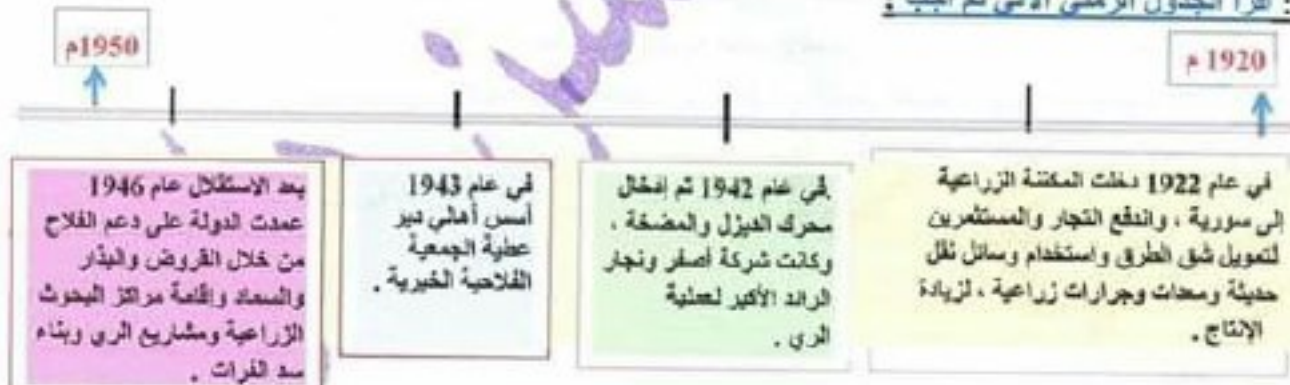 : اقرأ الجدول الزمني الآتي ثم أجب .
1920 م
1950م
في عام 1922 دخلت المكننة الزراعية
إلى سورية ، واندفع التجار والمستثمرين
لتمويل شق الطرق واستخدام وسائل نقل
حديثة ومعدات وجرارات زراعية ، لزيادة
الإنتاج .
في عام 1942 تم إدخال
محرك الديزل والمضخة ،
وكانت شركة أصفر ونجار
الرائد الأكبر لعملية
الري .
في عام 1943
أسس أهالي دير
عطية الجمعية
الفلاحية الخيرية .
بعد الاستقلال عام 1946
عمدت الدولة على دعم الفلاح
من خلال القروض والبذار
والسماد وإقامة مراكز البحوث
الزراعية ومشاريع الري وبناء
سد الفرات .